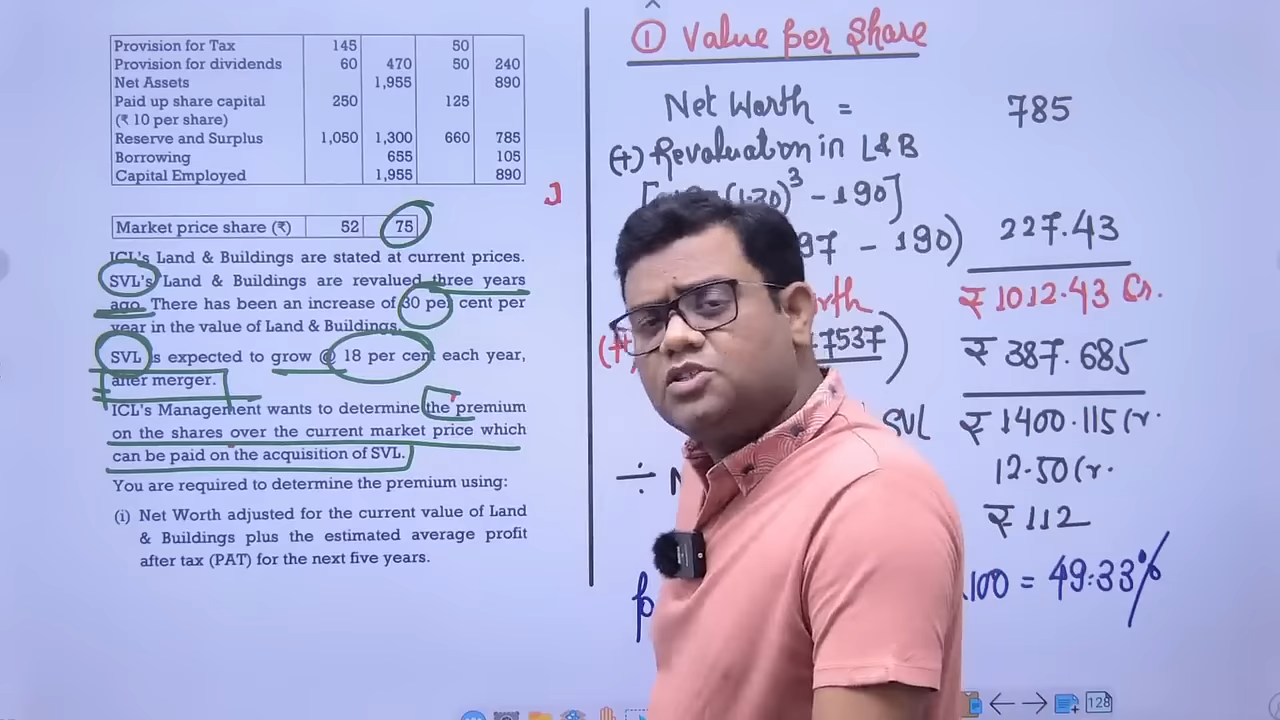 Provision for Tax 145 50
Provision for dividends 60 470 50 240
Net Assets 1,955 890
Paid up share capital 250 125
(₹ 10 per share)
Reserve and Surplus 1,050 1,300 660 785
Borrowing 655 105
Capital Employed 1,955 890
Market price share (₹) 52 75
ICL's Land & Buildings are stated at current prices.
SVL's Land & Buildings are revalued three years
ago. There has been an increase of 30 per cent per
year in the value of Land & Buildings.
SVL is expected to grow @ 18 per cent each year,
after merger.
ICL's Management wants to determine the premium
on the shares over the current market price which
can be paid on the acquisition of SVL.
You are required to determine the premium using:
(i) Net Worth adjusted for the current value of Land
& Buildings plus the estimated average profit
after tax (PAT) for the next five years.
① Value per Share
Net Worth = 785
(+) Revaluation in L&B
(1.30)³ - 190]
97 - 190) 227.43
₹ 1012.43 Cr.
7537) ₹ 387.685
SVL ₹ 1400.115 Cr.
÷ 12.50 Cr.
₹ 112
100 = 49.33%
128